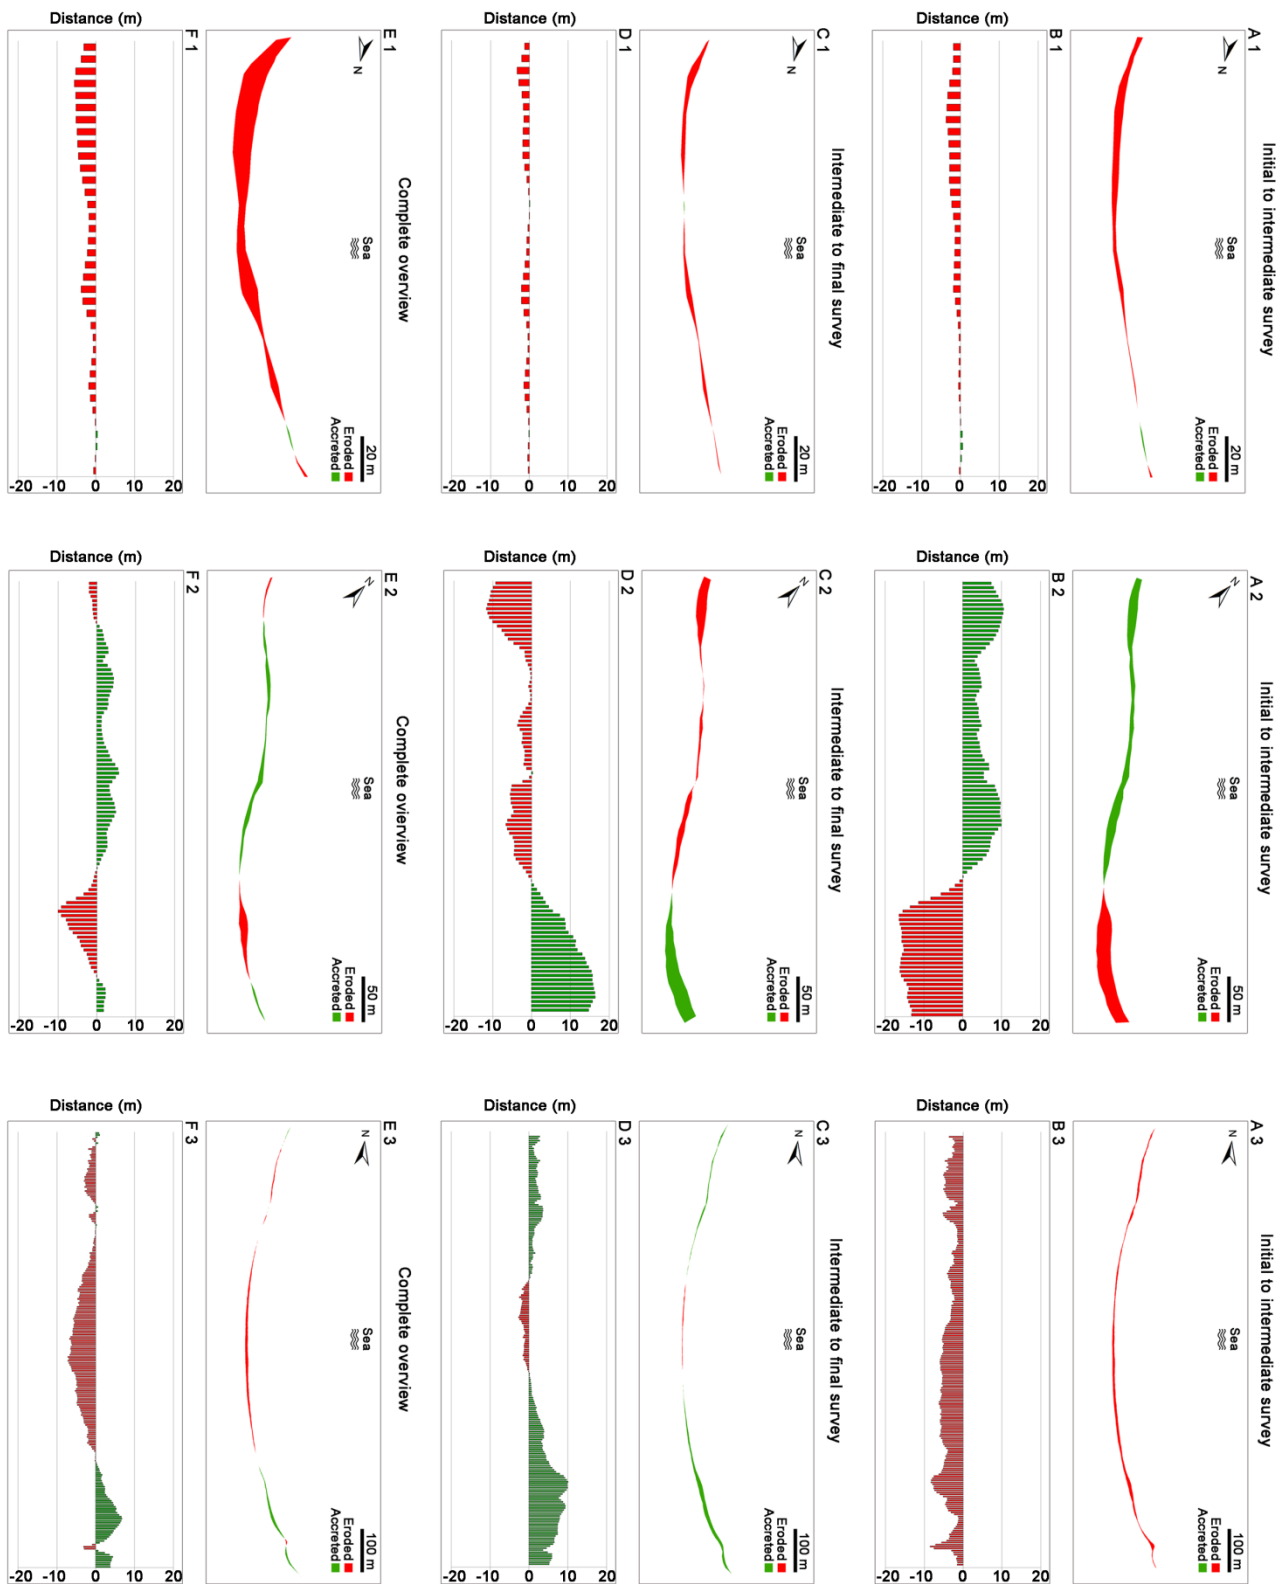 Initial to intermediate survey
A 1
N
Sea
20 m
Eroded
Accreted
B 1
Distance (m)
-20 -10 0 10 20
Intermediate to final survey
C 1
N
Sea
20 m
Eroded
Accreted
D 1
Distance (m)
-20 -10 0 10 20
Complete overview
E 1
N
Sea
20 m
Eroded
Accreted
F 1
Distance (m)
-20 -10 0 10 20
Initial to intermediate survey
A 2
N
Sea
50 m
Eroded
Accreted
B 2
Distance (m)
-20 -10 0 10 20
Intermediate to final survey
C 2
N
Sea
50 m
Eroded
Accreted
D 2
Distance (m)
-20 -10 0 10 20
Complete ovierview
E 2
N
Sea
50 m
Eroded
Accreted
F 2
Distance (m)
-20 -10 0 10 20
Initial to intermediate survey
A 3
N
Sea
100 m
Eroded
Accreted
B 3
Distance (m)
-20 -10 0 10 20
Intermediate to final survey
C 3
N
Sea
100 m
Eroded
Accreted
D 3
Distance (m)
-20 -10 0 10 20
Complete overview
E 3
N
Sea
100 m
Eroded
Accreted
F 3
Distance (m)
-20 -10 0 10 20